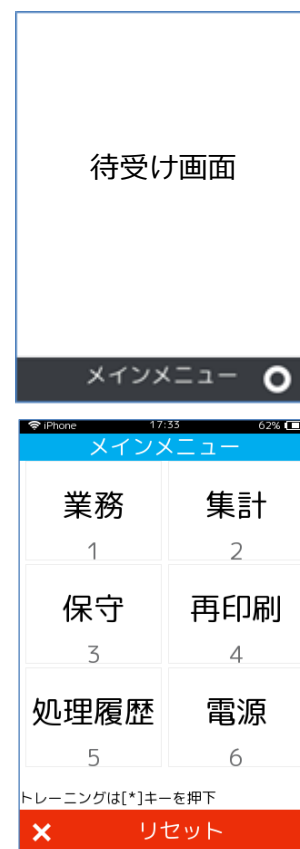 待受け画面
メインメニュー
iPhone 17:33 62%
メインメニュー
業務 集計
1 2
保守 再印刷
3 4
処理履歴 電源
5 6
トレーニングは[*]キーを押下
リセット